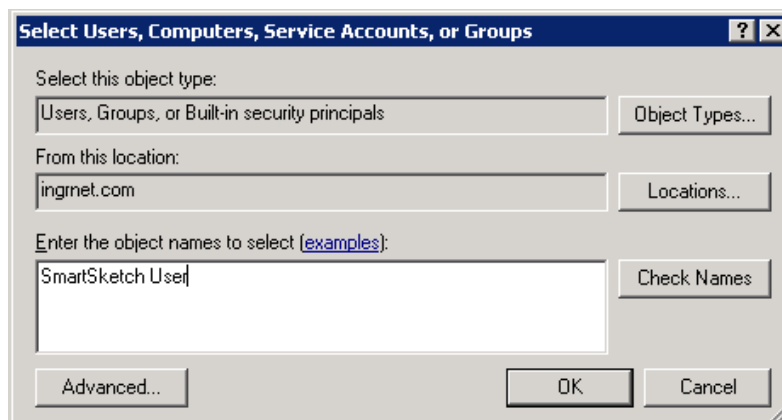 Select Users, Computers, Service Accounts, or Groups
Select this object type:
Users, Groups, or Built-in security principals
Object Types...
From this location:
ingrnet.com
Locations...
Enter the object names to select (examples):
SmartSketch User
Check Names
Advanced...
OK
Cancel